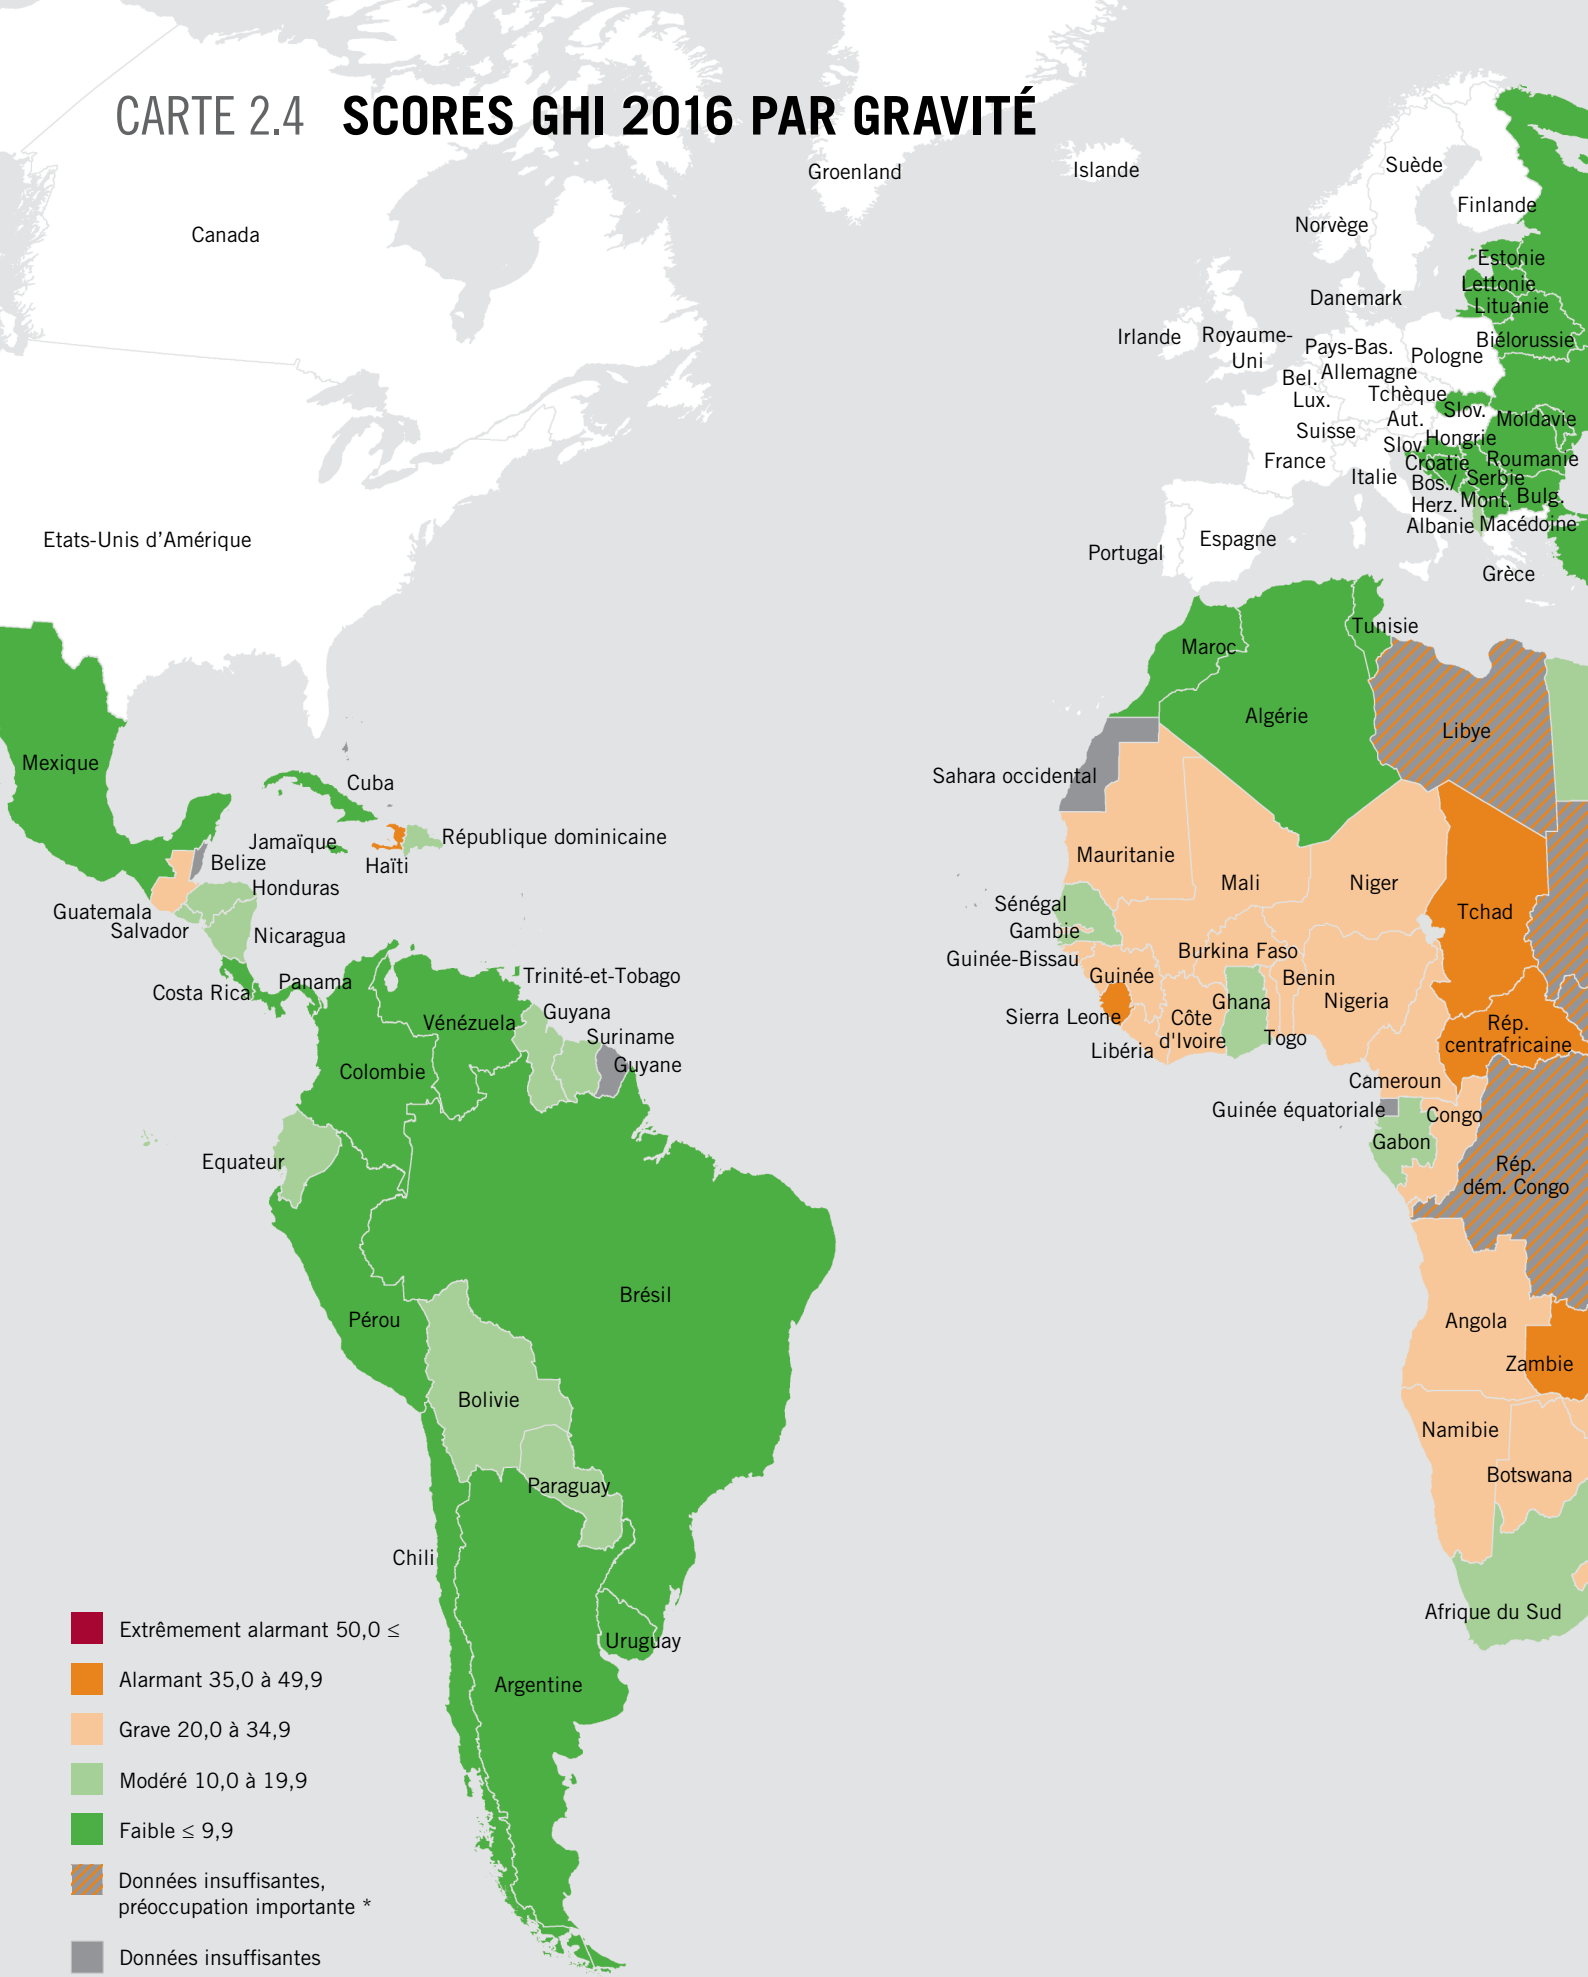 CARTE 2.4 SCORES GHI 2016 PAR GRAVITÉ
Groenland
Islande
Suède
Finlande
Norvège
Canada
Estonie
Lettonie
Lituanie
Danemark
Biélorussie
Irlande
Royaume-
Uni
Pays-Bas.
Pologne
Bel.
Allemagne
Tchèque
Lux.
Slov.
Aut.
Moldavie
Suisse
Slov.
Hongrie
France
Croatie
Roumanie
Italie
Bos./
Herz.
Serbie
Mont.
Bulg.
Albanie
Macédoine
Etats-Unis d'Amérique
Portugal
Espagne
Grèce
Tunisie
Maroc
Algérie
Libye
Mexique
Cuba
Sahara occidental
Jamaïque
République dominicaine
Belize
Haïti
Mauritanie
Honduras
Mali
Niger
Guatemala
Salvador
Nicaragua
Sénégal
Gambie
Tchad
Guinée-Bissau
Burkina Faso
Costa Rica
Panama
Trinité-et-Tobago
Guinée
Benin
Guyana
Ghana
Nigeria
Vénézuela
Suriname
Sierra Leone
Côte
d'Ivoire
Togo
Rép.
centrafricaine
Libéria
Guyane
Colombie
Cameroun
Guinée équatoriale
Congo
Gabon
Equateur
Rép.
dém. Congo
Brésil
Pérou
Angola
Zambie
Bolivie
Namibie
Botswana
Paraguay
Chili
Afrique du Sud
Uruguay
Argentine
Extrêmement alarmant 50,0 ≤
Alarmant 35,0 à 49,9
Grave 20,0 à 34,9
Modéré 10,0 à 19,9
Faible ≤ 9,9
Données insuffisantes,
préoccupation importante *
Données insuffisantes